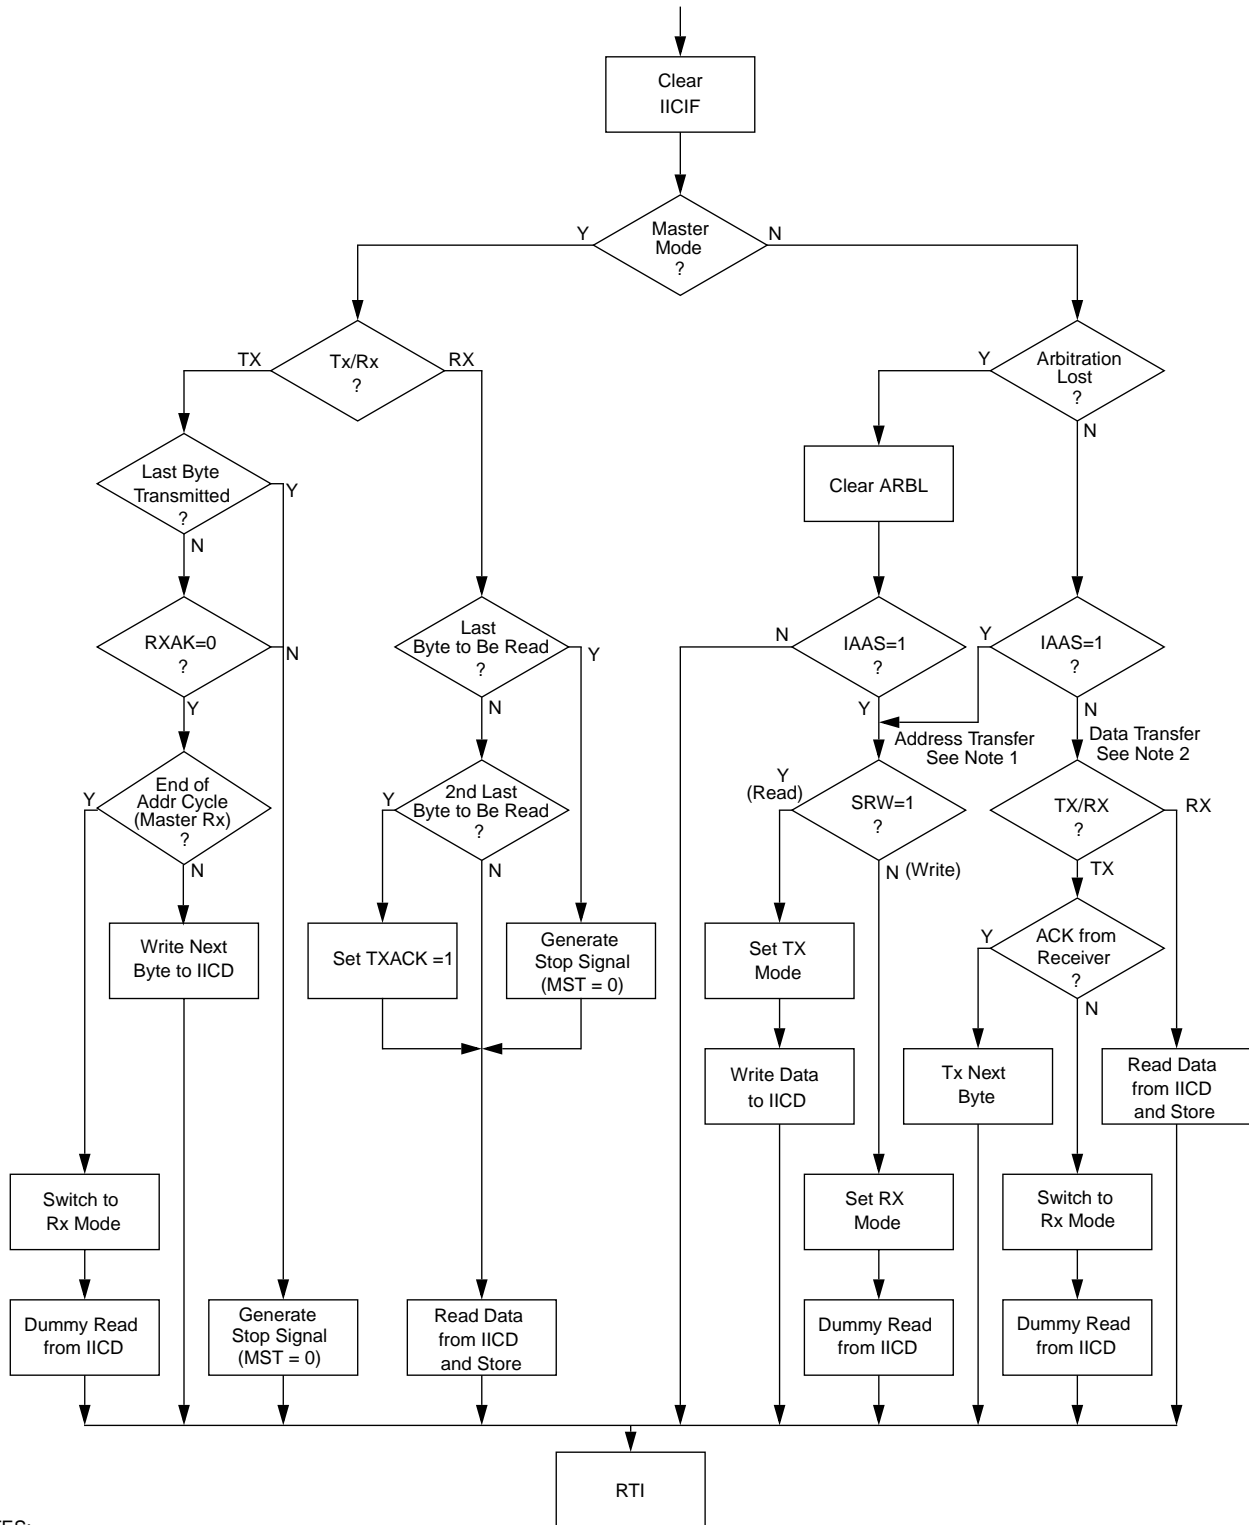 Clear
IICIF
Master
Mode
?
Y
N
Tx/Rx
?
TX
RX
Arbitration
Lost
?
Y
N
Last Byte
Transmitted
?
Y
N
Clear ARBL
RXAK=0
?
N
Y
Last
Byte to Be Read
?
Y
N
IAAS=1
?
N
Y
IAAS=1
?
Y
N
Address Transfer
See Note 1
Data Transfer
See Note 2
End of
Addr Cycle
(Master Rx)
?
Y
N
2nd Last
Byte to Be Read
?
Y
N
Y
(Read)
SRW=1
?
N (Write)
TX/RX
?
RX
TX
Write Next
Byte to IICD
Set TXACK =1
Generate
Stop Signal
(MST = 0)
Set TX
Mode
ACK from
Receiver
?
Y
N
Write Data
to IICD
Tx Next
Byte
Read Data
from IICD
and Store
Switch to
Rx Mode
Set RX
Mode
Switch to
Rx Mode
Dummy Read
from IICD
Generate
Stop Signal
(MST = 0)
Read Data
from IICD
and Store
Dummy Read
from IICD
Dummy Read
from IICD
RTI